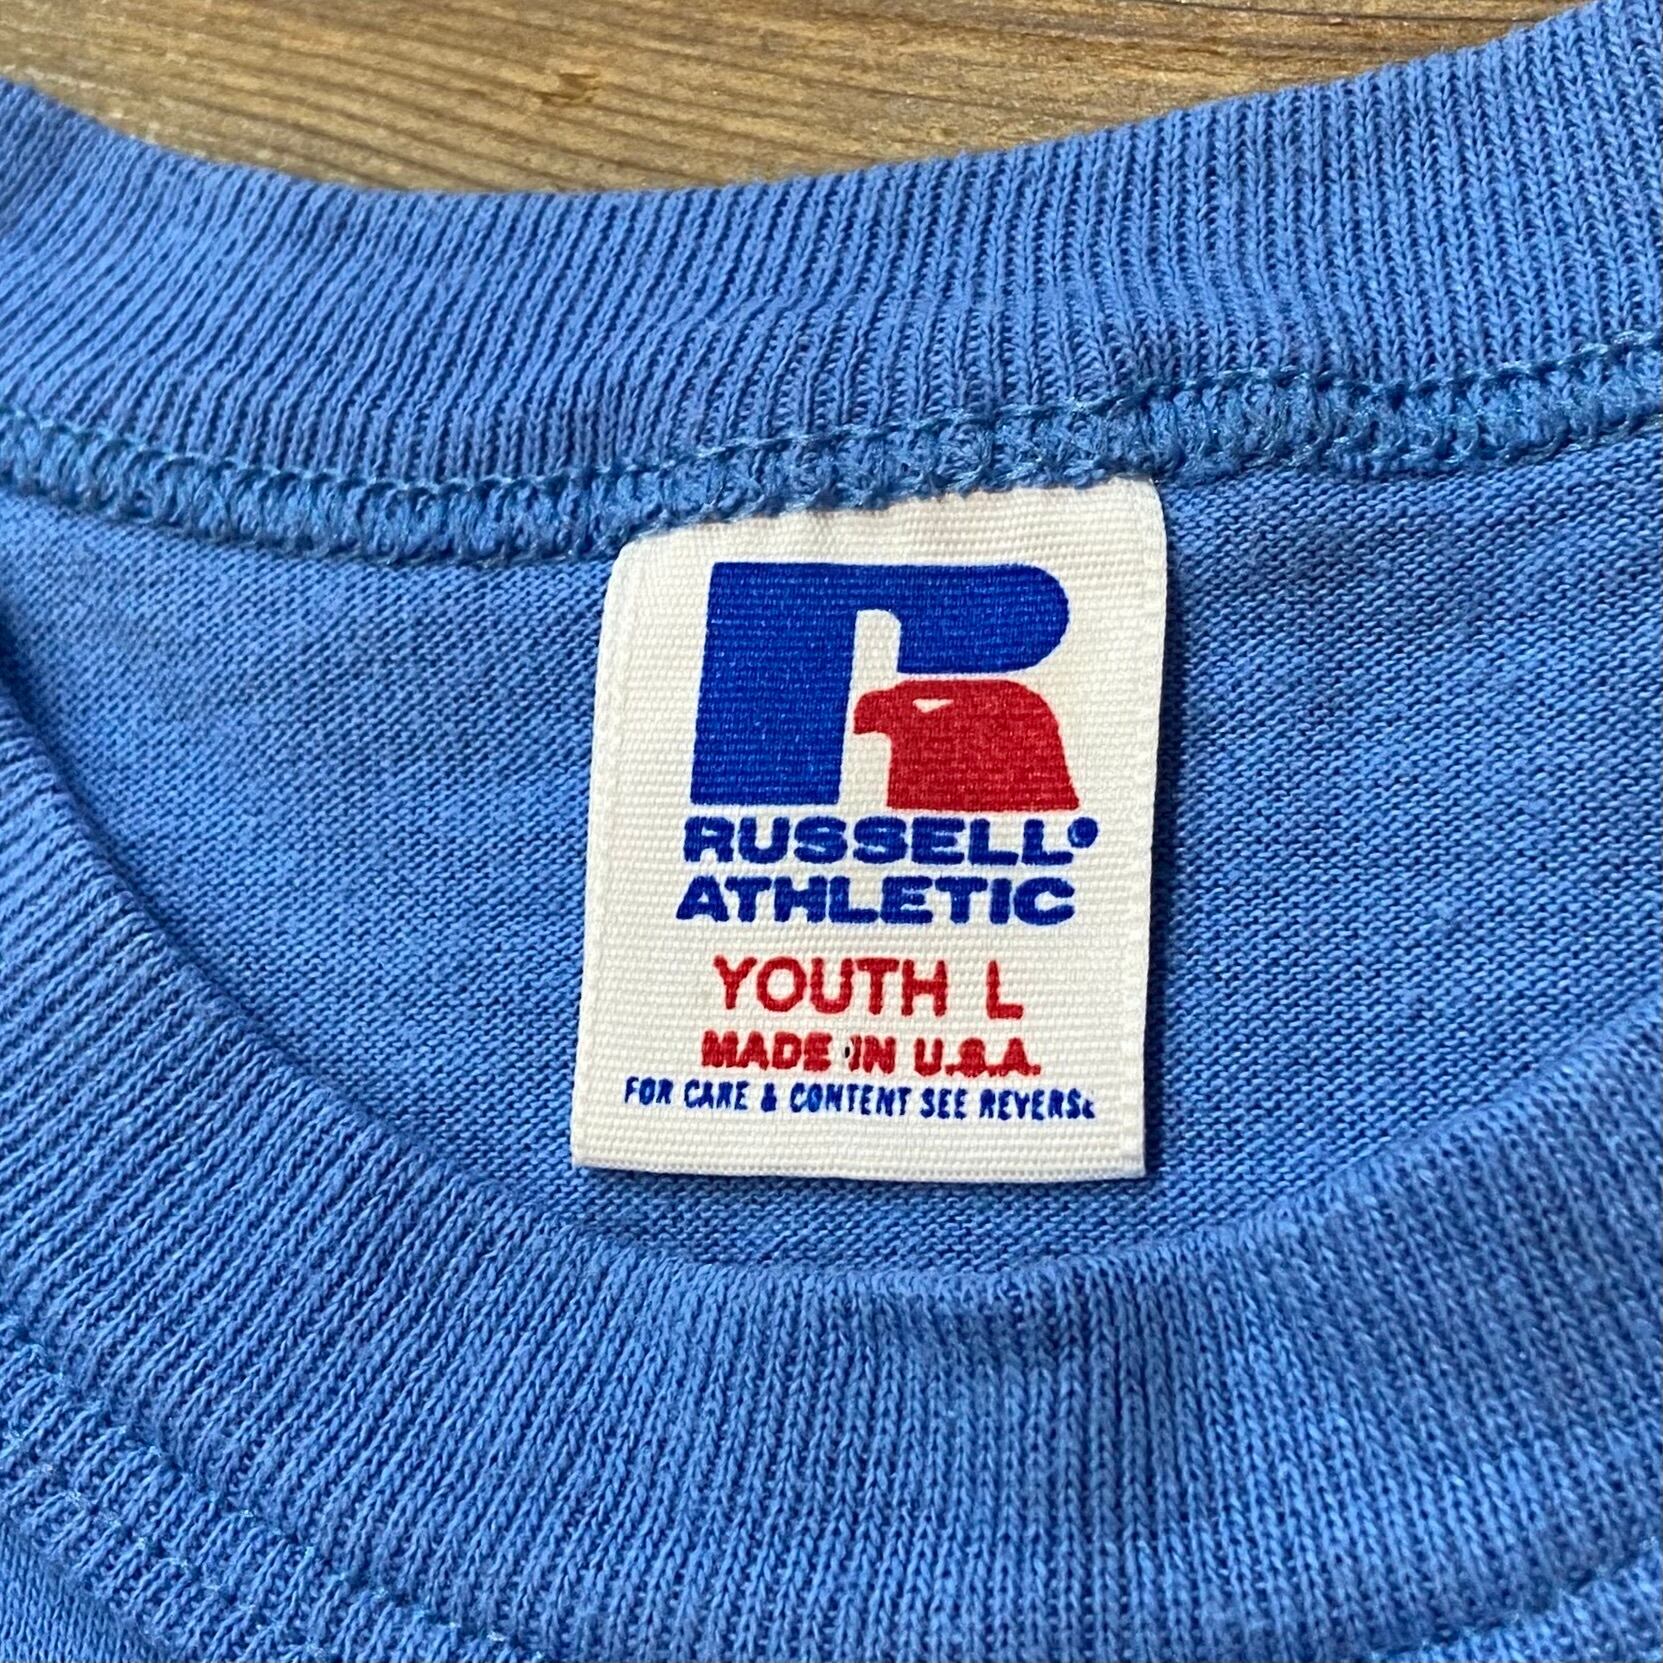 RUSSELL®
ATHLETIC
YOUTH L
MADE IN U.S.A.
FOR CARE & CONTENT SEE REVERSE